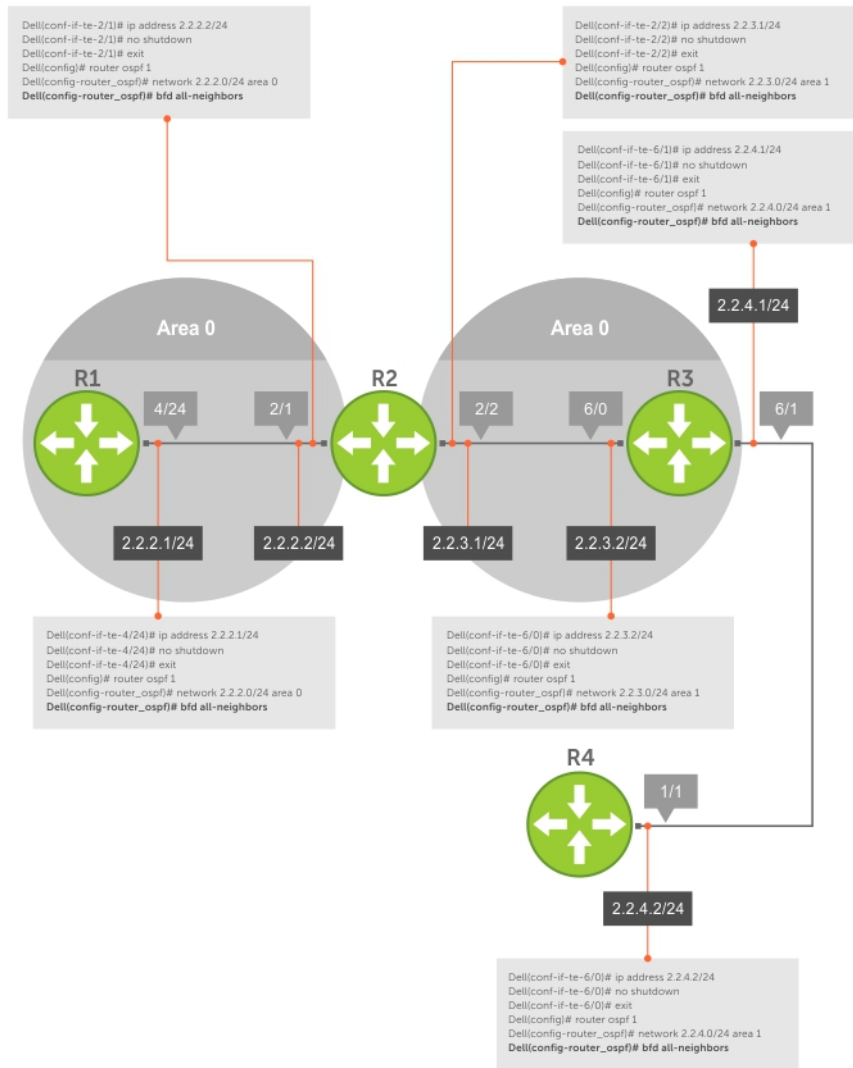 Dell(conf-if-te-2/1)# ip address 2.2.2.2/24
Dell(conf-if-te-2/1)# no shutdown
Dell(conf-if-te-2/1)# exit
Dell(config)# router ospf 1
Dell(config-router_ospf)# network 2.2.2.0/24 area 0
Dell(config-router_ospf)# bfd all-neighbors
Dell(conf-if-te-2/2)# ip address 2.2.3.1/24
Dell(conf-if-te-2/2)# no shutdown
Dell(conf-if-te-2/2)# exit
Dell(config)# router ospf 1
Dell(config-router_ospf)# network 2.2.3.0/24 area 1
Dell(config-router_ospf)# bfd all-neighbors
Dell(conf-if-te-6/1)# ip address 2.2.4.1/24
Dell(conf-if-te-6/1)# no shutdown
Dell(conf-if-te-6/1)# exit
Dell(config)# router ospf 1
Dell(config-router_ospf)# network 2.2.4.0/24 area 1
Dell(config-router_ospf)# bfd all-neighbors
2.2.4.1/24
Area 0
Area 0
R1
R2
R3
4/24
2/1
2/2
6/0
6/1
2.2.2.1/24
2.2.2.2/24
2.2.3.1/24
2.2.3.2/24
Dell(conf-if-te-4/24)# ip address 2.2.2.1/24
Dell(conf-if-te-4/24)# no shutdown
Dell(conf-if-te-4/24)# exit
Dell(config)# router ospf 1
Dell(config-router_ospf)# network 2.2.2.0/24 area 0
Dell(config-router_ospf)# bfd all-neighbors
Dell(conf-if-te-6/0)# ip address 2.2.3.2/24
Dell(conf-if-te-6/0)# no shutdown
Dell(conf-if-te-6/0)# exit
Dell(config)# router ospf 1
Dell(config-router_ospf)# network 2.2.3.0/24 area 1
Dell(config-router_ospf)# bfd all-neighbors
R4
1/1
2.2.4.2/24
Dell(conf-if-te-6/0)# ip address 2.2.4.2/24
Dell(conf-if-te-6/0)# no shutdown
Dell(conf-if-te-6/0)# exit
Dell(config)# router ospf 1
Dell(config-router_ospf)# network 2.2.4.0/24 area 1
Dell(config-router_ospf)# bfd all-neighbors